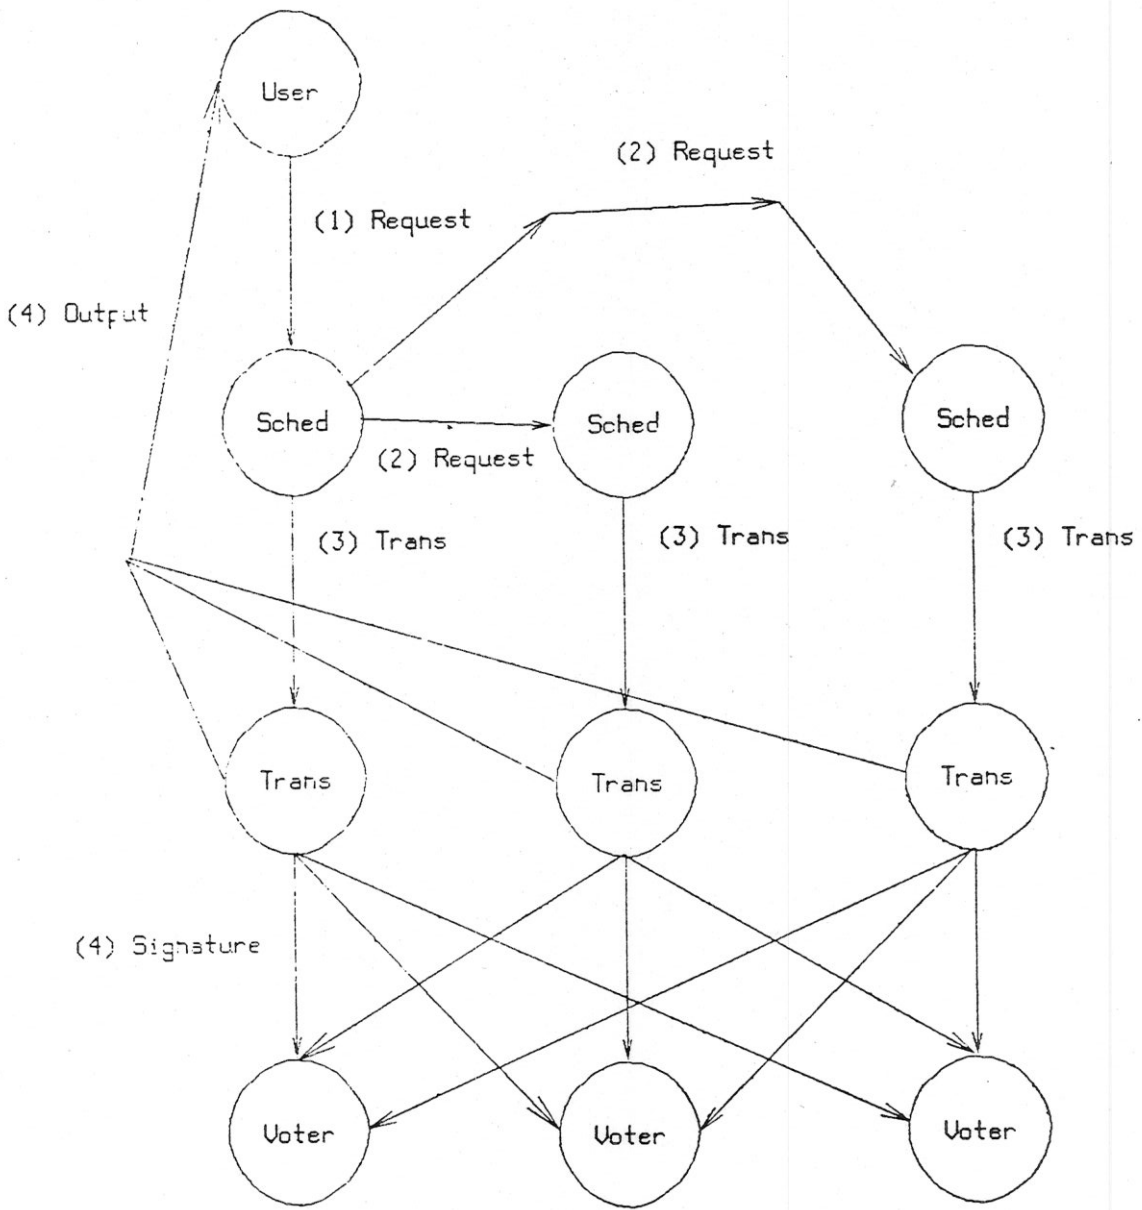 User
(2) Request
(1) Request
(4) Output
Sched
Sched
Sched
(2) Request
(3) Trans
(3) Trans
(3) Trans
Trans
Trans
Trans
(4) Signature
Voter
Voter
Voter